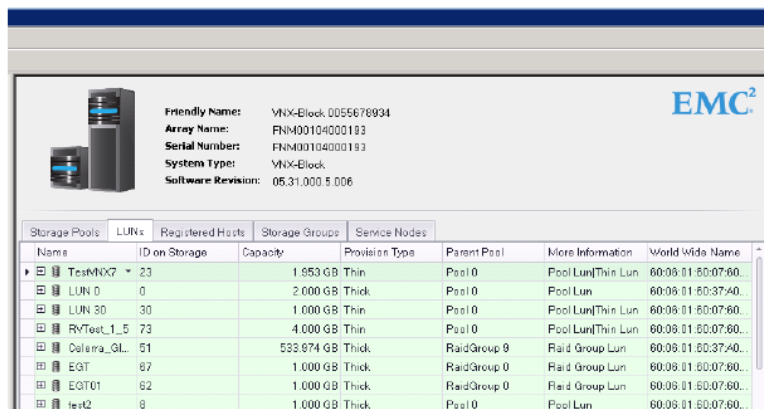 EMC²
Friendly Name: VNX-Block 0055678934
Array Name: FNM00104000193
Serial Number: FNM00104000193
System Type: VNX-Block
Software Revision: 05.31.000.5.006
Storage Pools LUNs Registered Hosts Storage Groups Service Nodes
Name ID on Storage Capacity Provision Type Parent Pool More Information World Wide Name
TestVNX7 23 1.953 GB Thin Pool 0 Pool Lun|Thin Lun 60:06:01:60:07:60...
LUN 0 0 2.000 GB Thick Pool 0 Pool Lun 60:06:01:60:37:40...
LUN 30 30 1.000 GB Thin Pool 0 Pool Lun|Thin Lun 60:06:01:60:07:60...
RVTest_1_5 73 4.000 GB Thin Pool 0 Pool Lun|Thin Lun 60:06:01:60:07:60...
Celerra_Gl... 51 533.974 GB Thick RaidGroup 9 Raid Group Lun 60:06:01:60:37:40...
EGT 67 1.000 GB Thick RaidGroup 0 Raid Group Lun 60:06:01:60:07:60...
EGT01 62 1.000 GB Thick RaidGroup 0 Raid Group Lun 60:06:01:60:07:60...
test2 8 1.000 GB Thick Pool 0 Pool Lun 60:06:01:60:07:60...